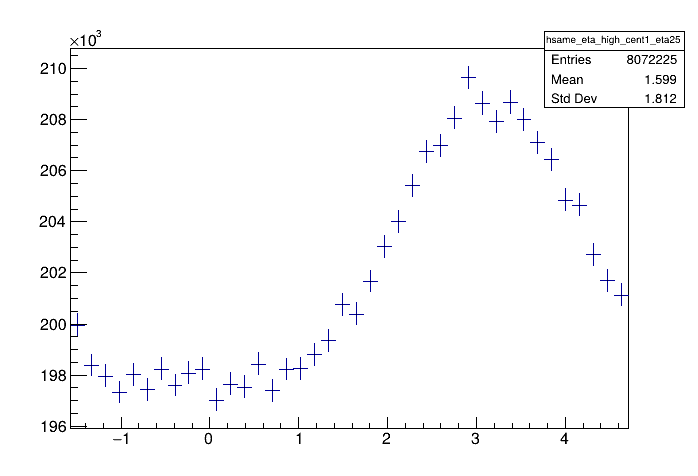 ×10³
hsame_eta_high_cent1_eta25
Entries 8072225
Mean 1.599
Std Dev 1.812
210
208
206
204
202
200
198
196
−1 0 1 2 3 4